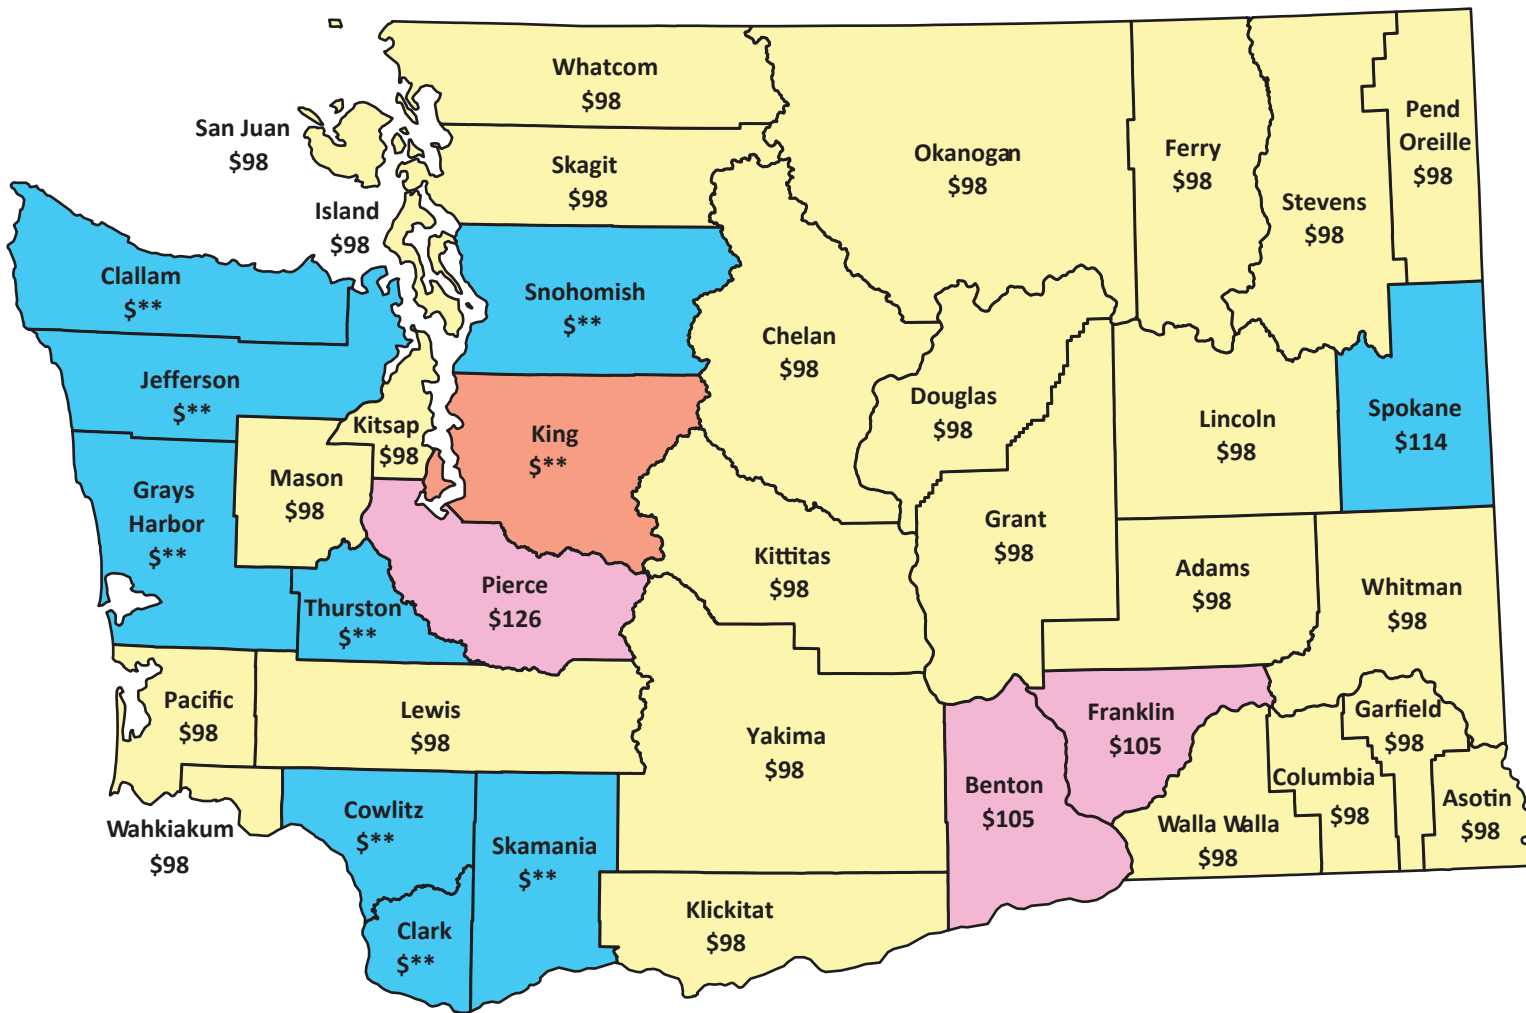 Whatcom
$98
San Juan
$98
Skagit
$98
Island
$98
Okanogan
$98
Ferry
$98
Stevens
$98
Pend
Oreille
$98
Clallam
$**
Snohomish
$**
Chelan
$98
Jefferson
$**
Kitsap
$98
King
$**
Douglas
$98
Lincoln
$98
Spokane
$114
Mason
$98
Grays
Harbor
$**
Grant
$98
Kittitas
$98
Adams
$98
Whitman
$98
Pierce
$126
Thurston
$**
Pacific
$98
Lewis
$98
Yakima
$98
Franklin
$105
Garfield
$98
Benton
$105
Columbia
$98
Asotin
$98
Wahkiakum
$98
Cowlitz
$**
Skamania
$**
Walla Walla
$98
Klickitat
$98
Clark
$**